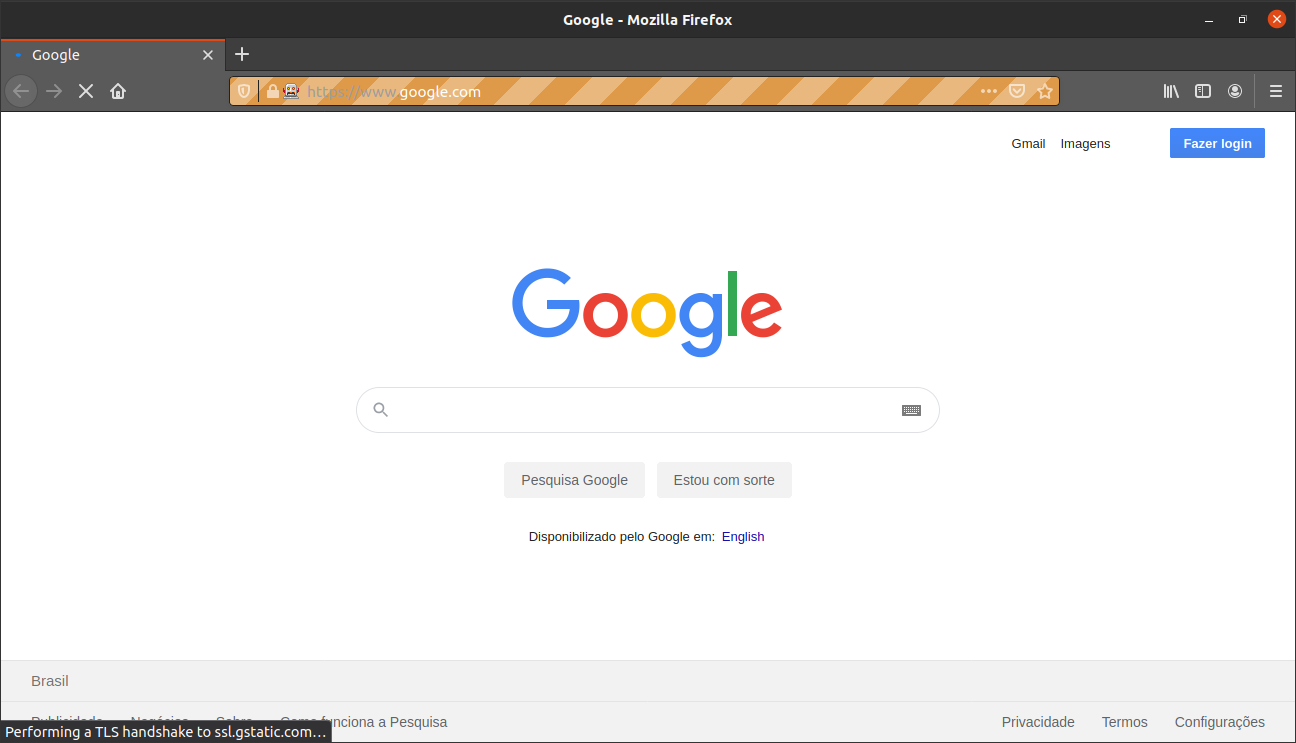 Google - Mozilla Firefox
Google
https://www.google.com
Gmail Imagens Fazer login
Google
Pesquisa Google Estou com sorte
Disponibilizado pelo Google em: English
Brasil
Publicidade Negócios Sobre Como funciona a Pesquisa Privacidade Termos Configurações
Performing a TLS handshake to ssl.gstatic.com…